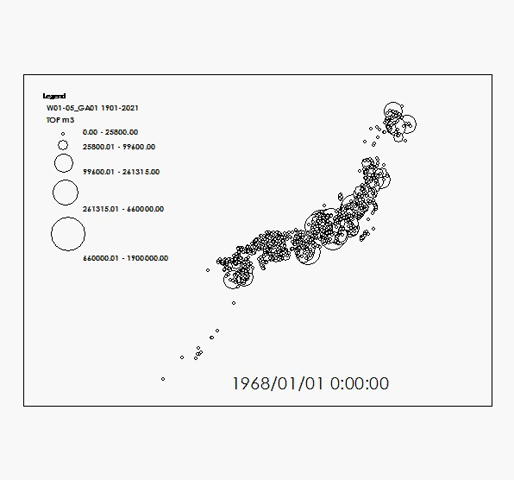 Legend
W01-05_GA01 1901-2021
TOP m3
0.00 - 25800.00
25800.01 - 99600.00
99600.01 - 261315.00
261315.01 - 660000.00
660000.01 - 1900000.00
1968/01/01 0:00:00